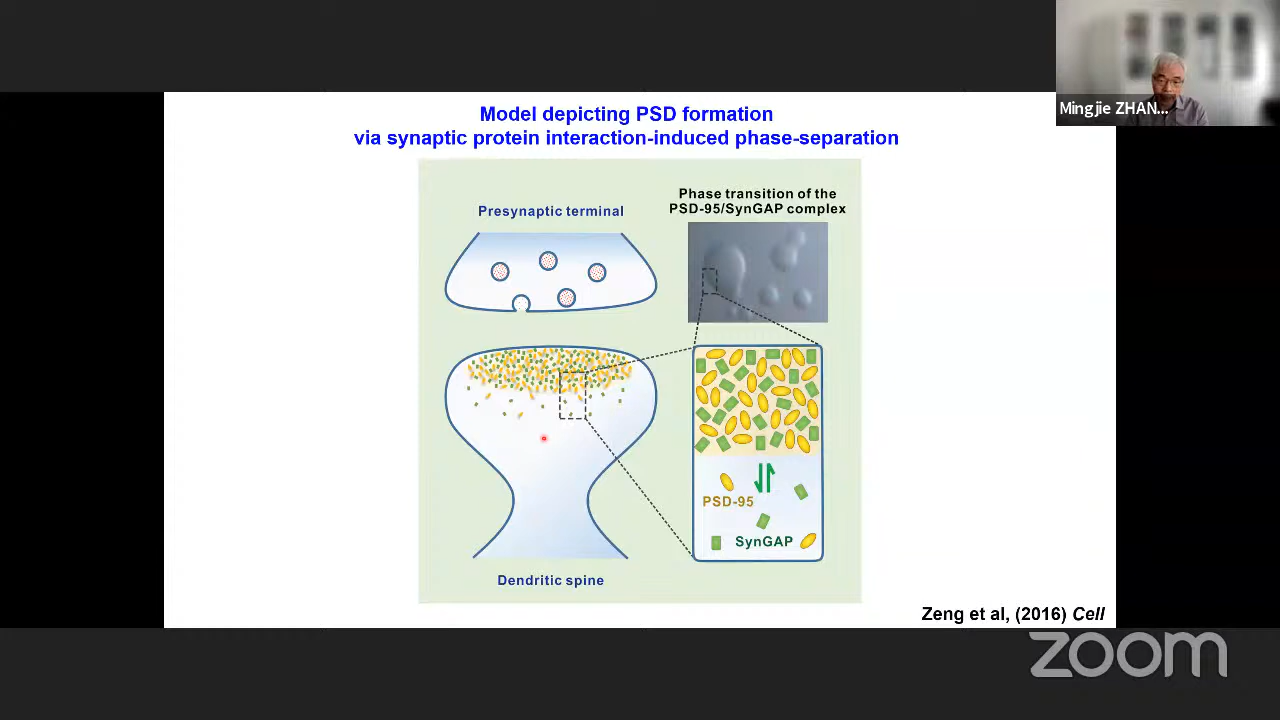 Mingjie ZHAN...
Model depicting PSD formation
via synaptic protein interaction-induced phase-separation
Presynaptic terminal
Phase transition of the
PSD-95/SynGAP complex
PSD-95
SynGAP
Dendritic spine
Zeng et al, (2016) Cell
zoom